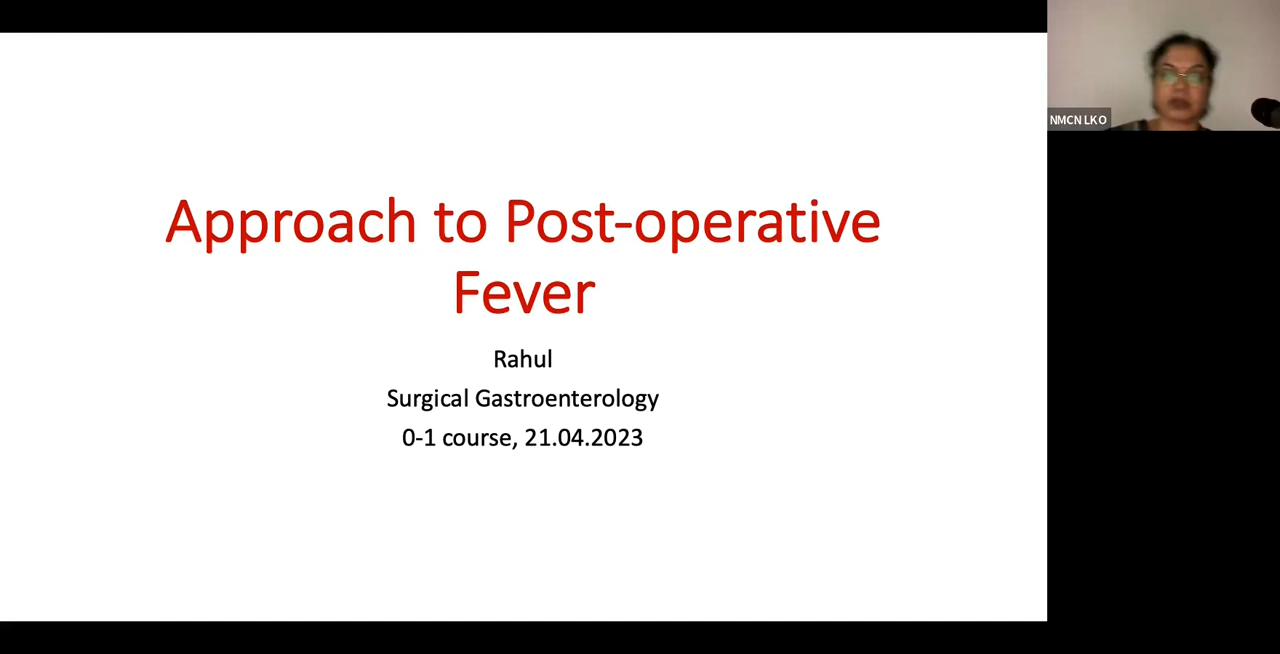 Approach to Post-operative
Fever
Rahul
Surgical Gastroenterology
0-1 course, 21.04.2023
NMCN LKO